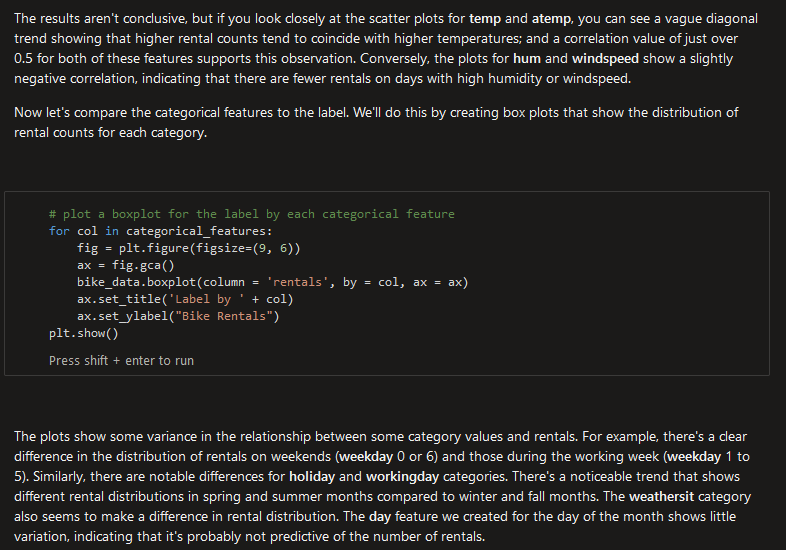 The results aren't conclusive, but if you look closely at the scatter plots for temp and atemp, you can see a vague diagonal
trend showing that higher rental counts tend to coincide with higher temperatures; and a correlation value of just over
0.5 for both of these features supports this observation. Conversely, the plots for hum and windspeed show a slightly
negative correlation, indicating that there are fewer rentals on days with high humidity or windspeed.
Now let's compare the categorical features to the label. We'll do this by creating box plots that show the distribution of
rental counts for each category.
# plot a boxplot for the label by each categorical feature
for col in categorical_features:
    fig = plt.figure(figsize=(9, 6))
    ax = fig.gca()
    bike_data.boxplot(column = 'rentals', by = col, ax = ax)
    ax.set_title('Label by ' + col)
    ax.set_ylabel("Bike Rentals")
plt.show()
Press shift + enter to run
The plots show some variance in the relationship between some category values and rentals. For example, there's a clear
difference in the distribution of rentals on weekends (weekday 0 or 6) and those during the working week (weekday 1 to
5). Similarly, there are notable differences for holiday and workingday categories. There's a noticeable trend that shows
different rental distributions in spring and summer months compared to winter and fall months. The weathersit category
also seems to make a difference in rental distribution. The day feature we created for the day of the month shows little
variation, indicating that it's probably not predictive of the number of rentals.